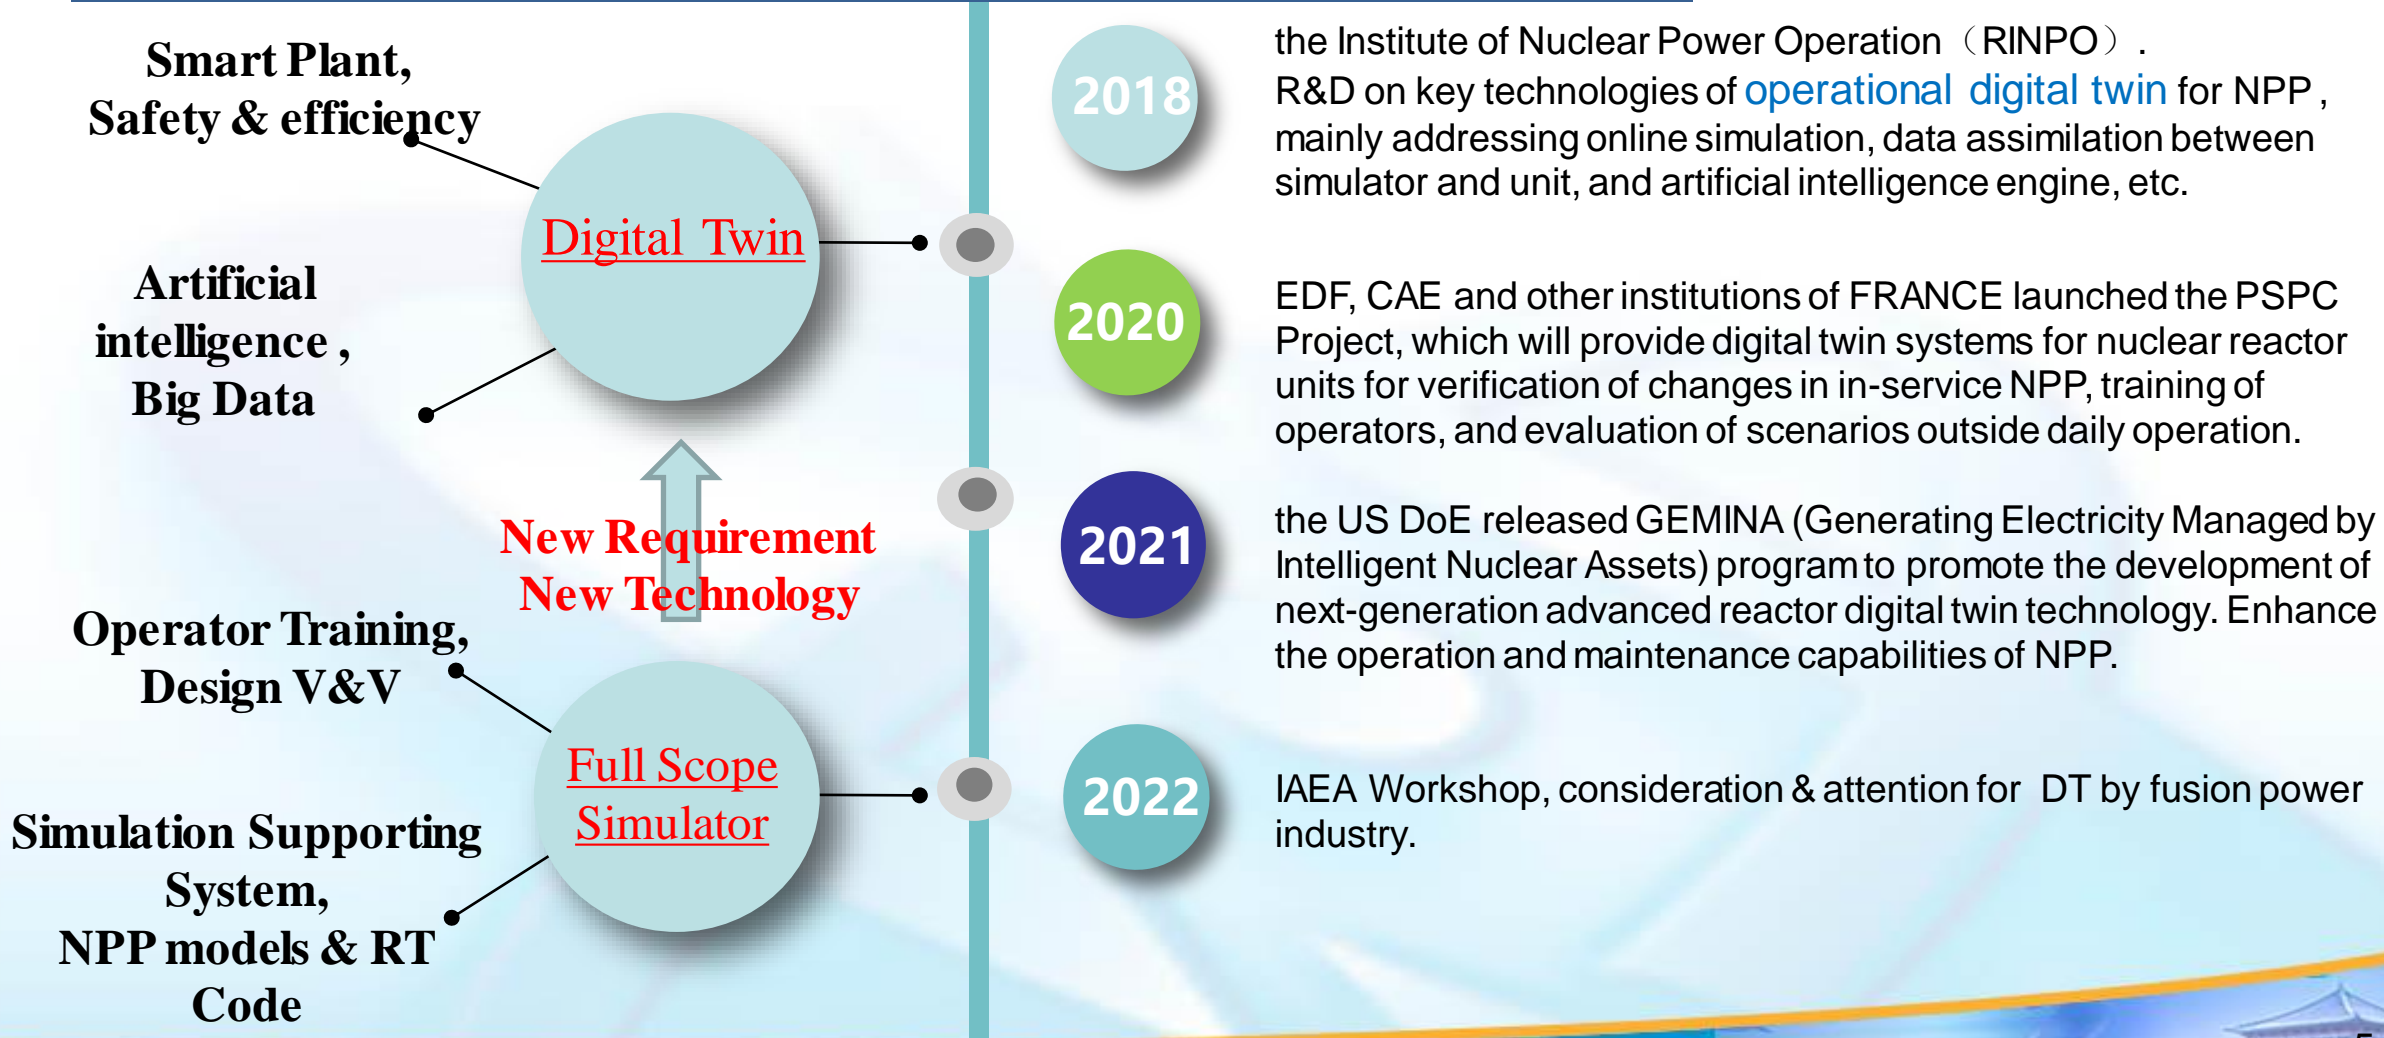 Smart Plant,
Safety & efficiency
Digital Twin
Artificial
intelligence ,
Big Data
New Requirement
New Technology
Operator Training,
Design V&V
Full Scope
Simulator
Simulation Supporting
System,
NPP models & RT
Code
2018
the Institute of Nuclear Power Operation（RINPO）.
R&D on key technologies of operational digital twin for NPP ,
mainly addressing online simulation, data assimilation between
simulator and unit, and artificial intelligence engine, etc.
2020
EDF, CAE and other institutions of FRANCE launched the PSPC
Project, which will provide digital twin systems for nuclear reactor
units for verification of changes in in-service NPP, training of
operators, and evaluation of scenarios outside daily operation.
2021
the US DoE released GEMINA (Generating Electricity Managed by
Intelligent Nuclear Assets) program to promote the development of
next-generation advanced reactor digital twin technology. Enhance
the operation and maintenance capabilities of NPP.
2022
IAEA Workshop, consideration & attention for DT by fusion power
industry.